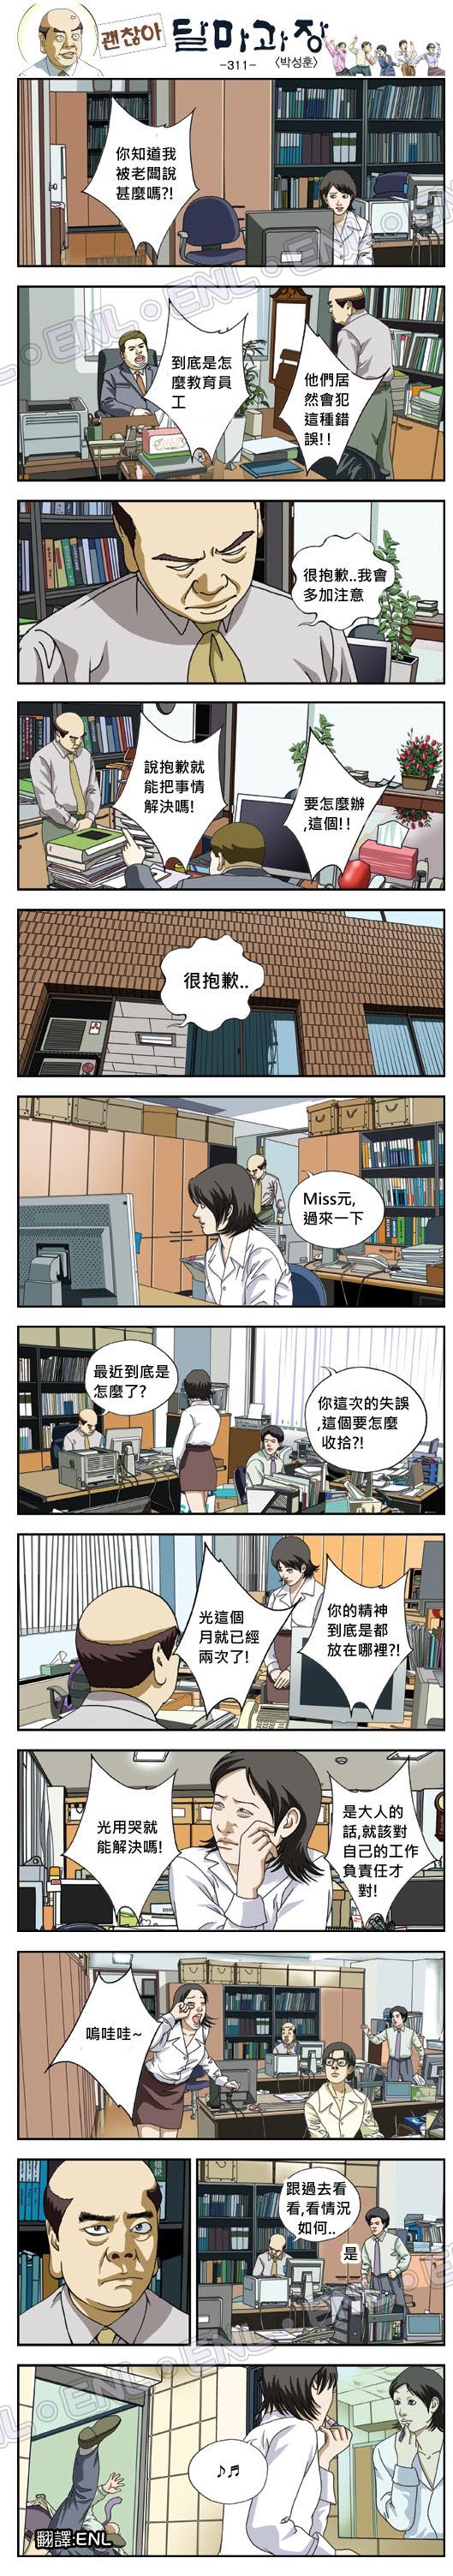 괜찮아
달마과장
-311-
〈박성훈〉
你知道我
被老闆說
甚麼嗎?!
到底是怎
麼教育員
工
他們居
然會犯
這種錯
誤!!
很抱歉..我會
多加注意
說抱歉就
能把事情
解決嗎!
要怎麼辦
,這個!!
很抱歉..
Miss元,
過來一下
最近到底是
怎麼了?
你這次的失誤
,這個要怎麼
收拾?!
光這個
月就已經
兩次了!
你的精神
到底是都
放在哪裡?!
光用哭就
能解決嗎!
是大人的
話,就該對
自己的工作
負責任才
對!
嗚哇哇~
跟過去看
看,看情況
如何..
是
♪♬
翻譯:ENL
ENL
ENL
ENL